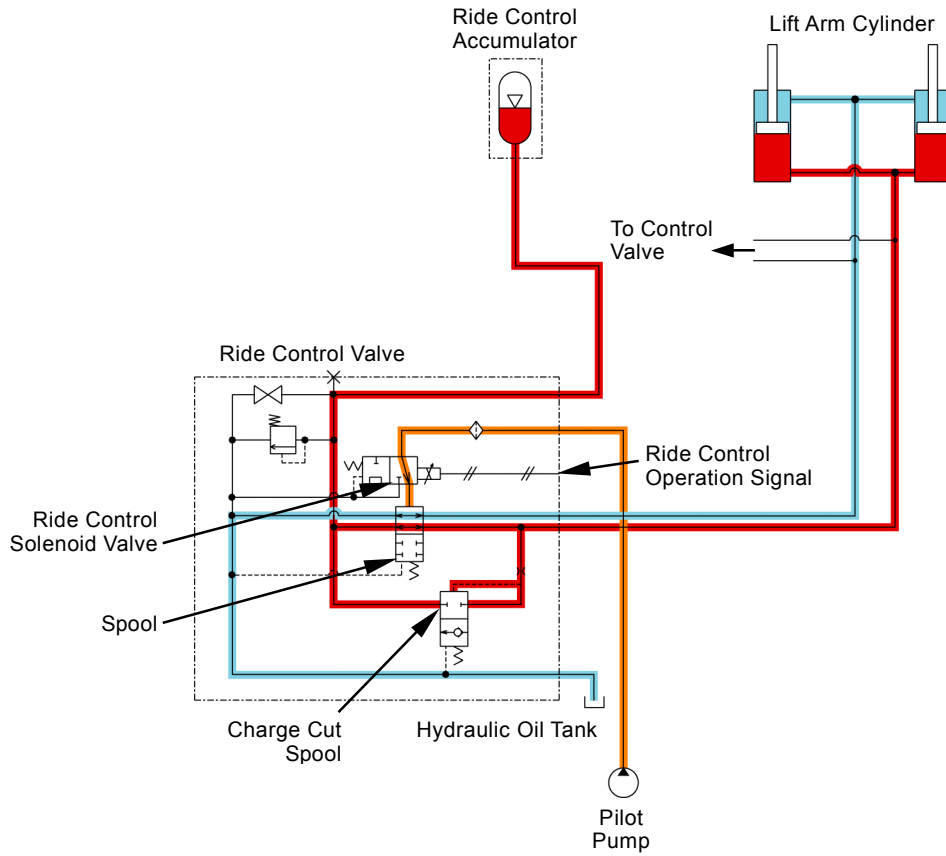 Ride Control
Accumulator
Lift Arm Cylinder
To Control
Valve
Ride Control Valve
Ride Control
Operation Signal
Ride Control
Solenoid Valve
Spool
Charge Cut
Spool
Hydraulic Oil Tank
Pilot
Pump